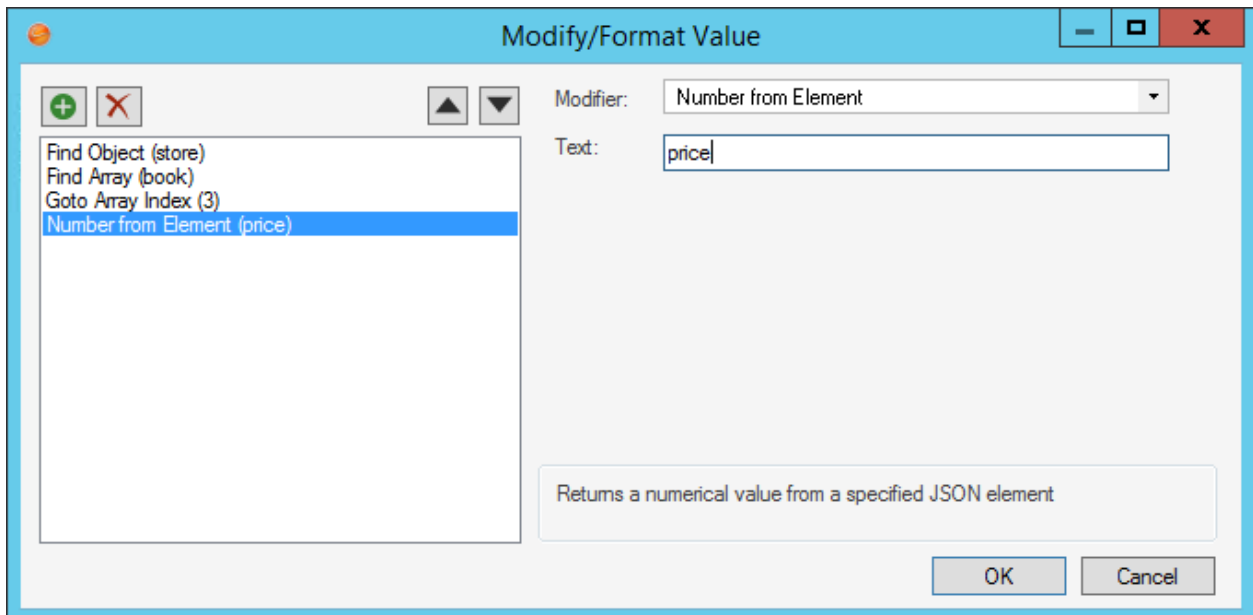 Modify/Format Value
Modifier:
Number from Element
Text:
price
Find Object (store)
Find Array (book)
Goto Array Index (3)
Number from Element (price)
Returns a numerical value from a specified JSON element
OK
Cancel